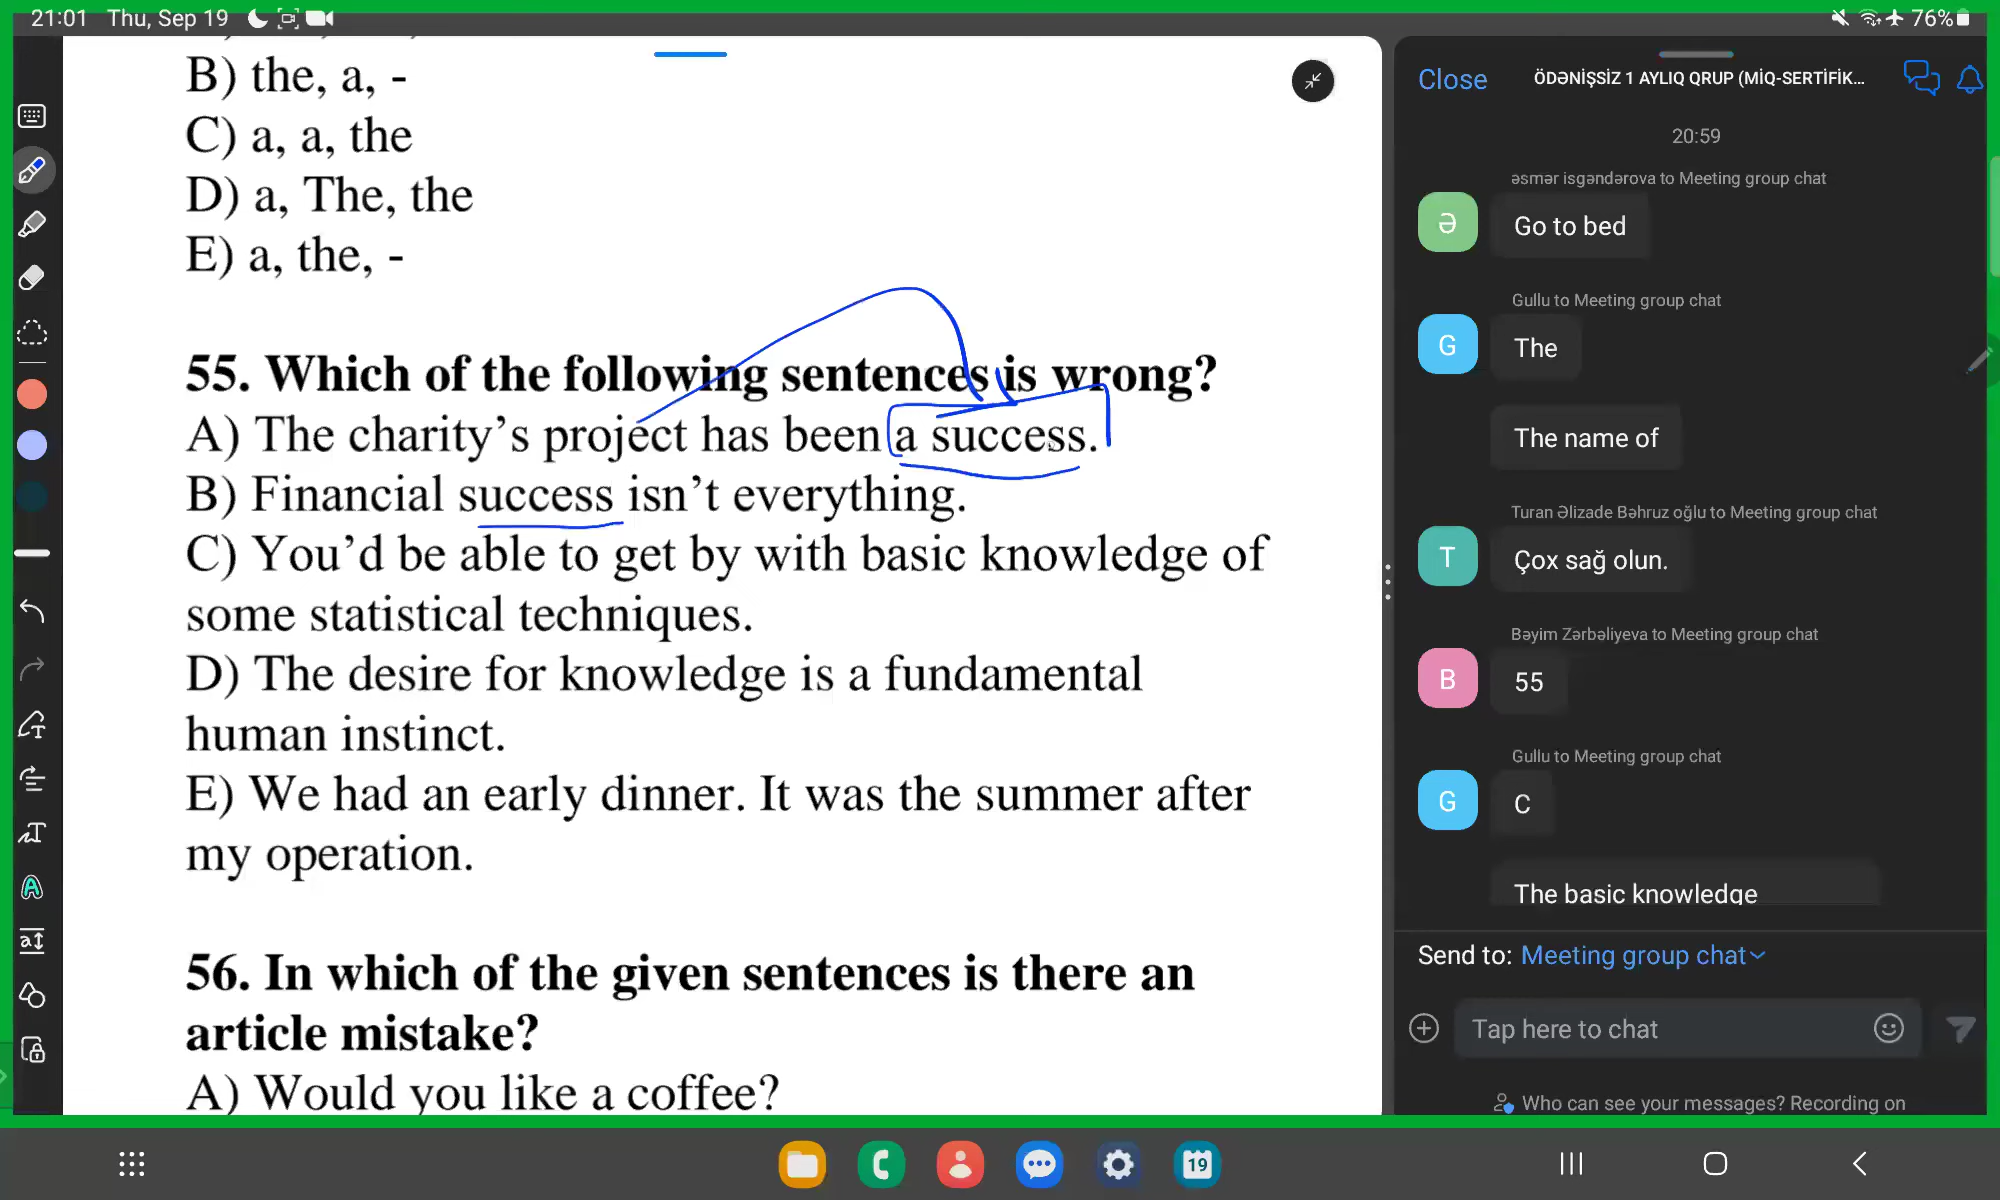 21:01 Thu, Sep 19
76%
B) the, a, -
C) a, a, the
D) a, The, the
E) a, the, -
55. Which of the following sentences is wrong?
A) The charity’s project has been a success.
B) Financial success isn’t everything.
C) You’d be able to get by with basic knowledge of
some statistical techniques.
D) The desire for knowledge is a fundamental
human instinct.
E) We had an early dinner. It was the summer after
my operation.
56. In which of the given sentences is there an
article mistake?
A) Would you like a coffee?
Close
ÖDƏNİŞSİZ 1 AYLIQ QRUP (MİQ-SERTİFİK...
20:59
əsmər isgəndərova to Meeting group chat
Ə
Go to bed
Gullu to Meeting group chat
G
The
The name of
Turan Əlizade Bəhruz oğlu to Meeting group chat
T
Çox sağ olun.
Bəyim Zərbəliyeva to Meeting group chat
B
55
Gullu to Meeting group chat
G
C
The basic knowledge
Send to: Meeting group chat
Tap here to chat
Who can see your messages? Recording on
19